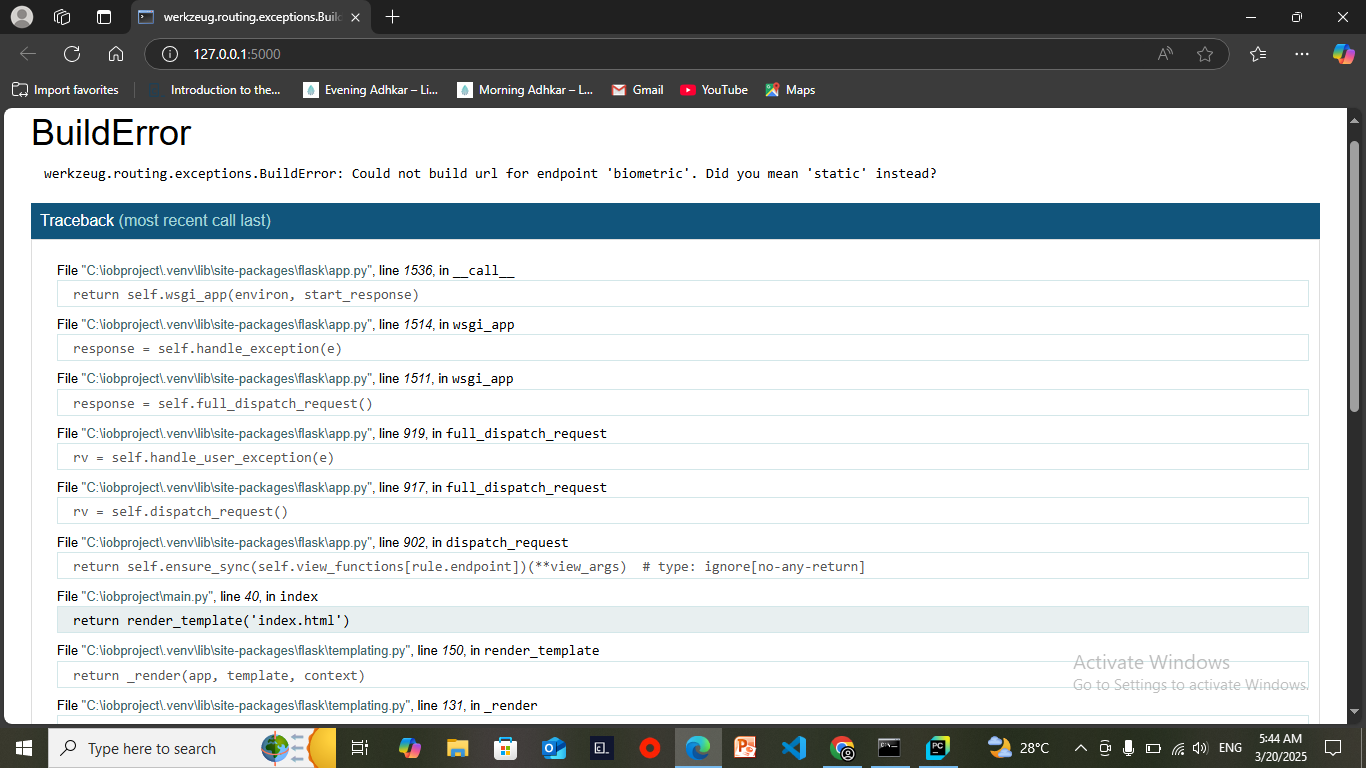 werkzeug.routing.exceptions.Buil
127.0.0.1:5000
Import favorites
Introduction to the...
Evening Adhkar – Li...
Morning Adhkar – L...
Gmail
YouTube
Maps
BuildError
werkzeug.routing.exceptions.BuildError: Could not build url for endpoint 'biometric'. Did you mean 'static' instead?
Traceback (most recent call last)
File "C:\iobproject\.venv\lib\site-packages\flask\app.py", line 1536, in __call__
return self.wsgi_app(environ, start_response)
File "C:\iobproject\.venv\lib\site-packages\flask\app.py", line 1514, in wsgi_app
response = self.handle_exception(e)
File "C:\iobproject\.venv\lib\site-packages\flask\app.py", line 1511, in wsgi_app
response = self.full_dispatch_request()
File "C:\iobproject\.venv\lib\site-packages\flask\app.py", line 919, in full_dispatch_request
rv = self.handle_user_exception(e)
File "C:\iobproject\.venv\lib\site-packages\flask\app.py", line 917, in full_dispatch_request
rv = self.dispatch_request()
File "C:\iobproject\.venv\lib\site-packages\flask\app.py", line 902, in dispatch_request
return self.ensure_sync(self.view_functions[rule.endpoint])(**view_args)  # type: ignore[no-any-return]
File "C:\iobproject\main.py", line 40, in index
return render_template('index.html')
File "C:\iobproject\.venv\lib\site-packages\flask\templating.py", line 150, in render_template
return _render(app, template, context)
File "C:\iobproject\.venv\lib\site-packages\flask\templating.py", line 131, in _render
Activate Windows
Go to Settings to activate Windows.
Type here to search
28°C
ENG
5:44 AM
3/20/2025